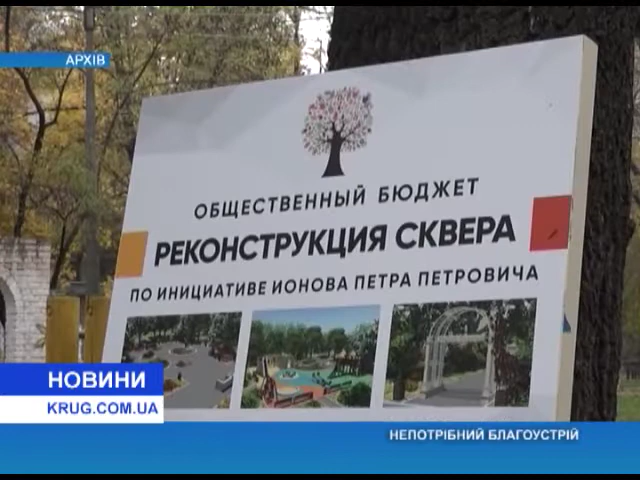 АРХІВ
ОБЩЕСТВЕННЫЙ БЮДЖЕТ
РЕКОНСТРУКЦИЯ СКВЕРА
ПО ИНИЦИАТИВЕ ИОНОВА ПЕТРА ПЕТРОВИЧА
НОВИНИ
KRUG.COM.UA
НЕПОТРІБНИЙ БЛАГОУСТРІЙ